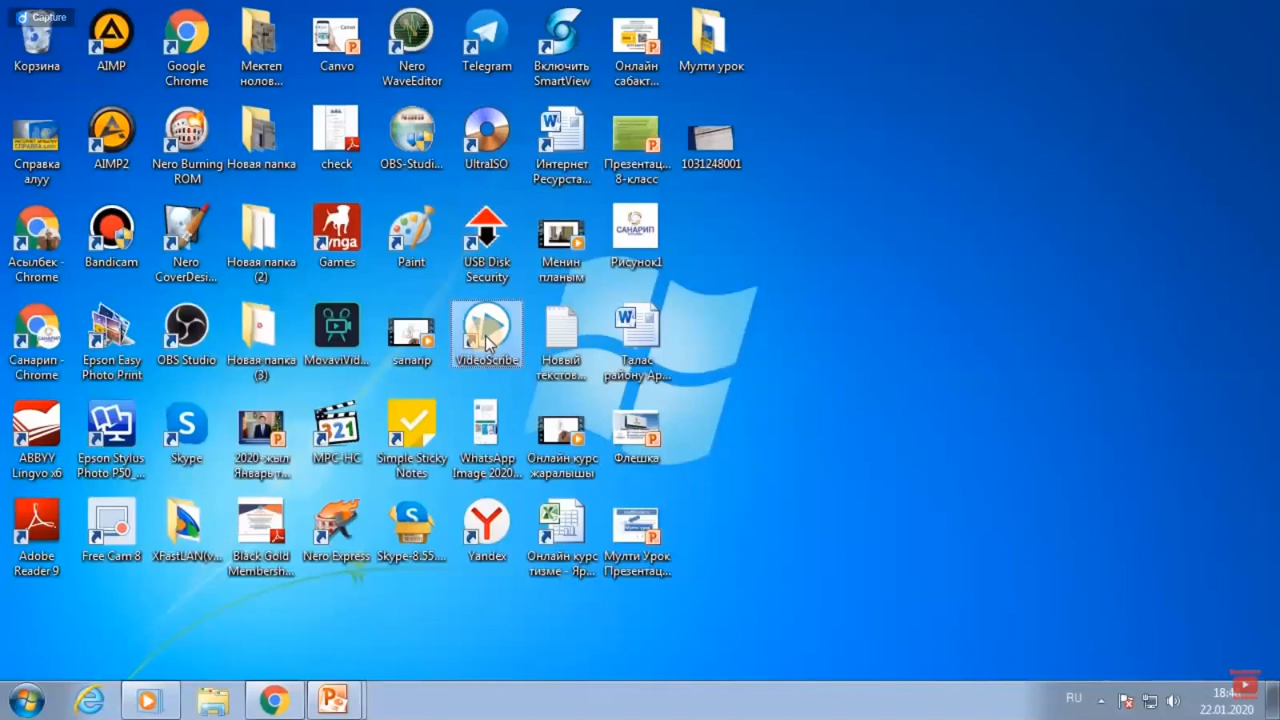 Capture
Корзина
AIMP
Google
Chrome
Мектеп
нолов...
Canvo
Nero
WaveEditor
Telegram
Включить
SmartView
Онлайн
сабакт...
Мулти урок
Справка
алуу
AIMP2
Nero Burning
ROM
Новая папка
check
OBS-Studi...
UltraISO
Интернет
Ресурста...
Презентац...
8-класс
1031248001
Асылбек -
Chrome
Bandicam
Nero
CoverDesi...
Новая папка
(2)
Games
Paint
USB Disk
Security
Менин
планым
САНАРИП
Рисунок1
Санарип -
Chrome
Epson Easy
Photo Print
OBS Studio
Новая папка
(3)
MovaviVid...
sanarip
VideoScribe
Новый
текстов...
Талас
району Ар...
ABBYY
Lingvo x6
Epson Stylus
Photo P50_...
Skype
2020-жыл
Январь т...
321
MPC-HC
Simple Sticky
Notes
WhatsApp
Image 2020...
Онлайн курс
жаралышы
Флешка
Adobe
Reader 9
Free Cam 8
XFastLAN(v...
Black Gold
Membersh...
Nero Express
Skype-8.55....
Yandex
Онлайн курс
тизме - Яр...
Мулти Урок
Презентац...
RU
22.01.2020